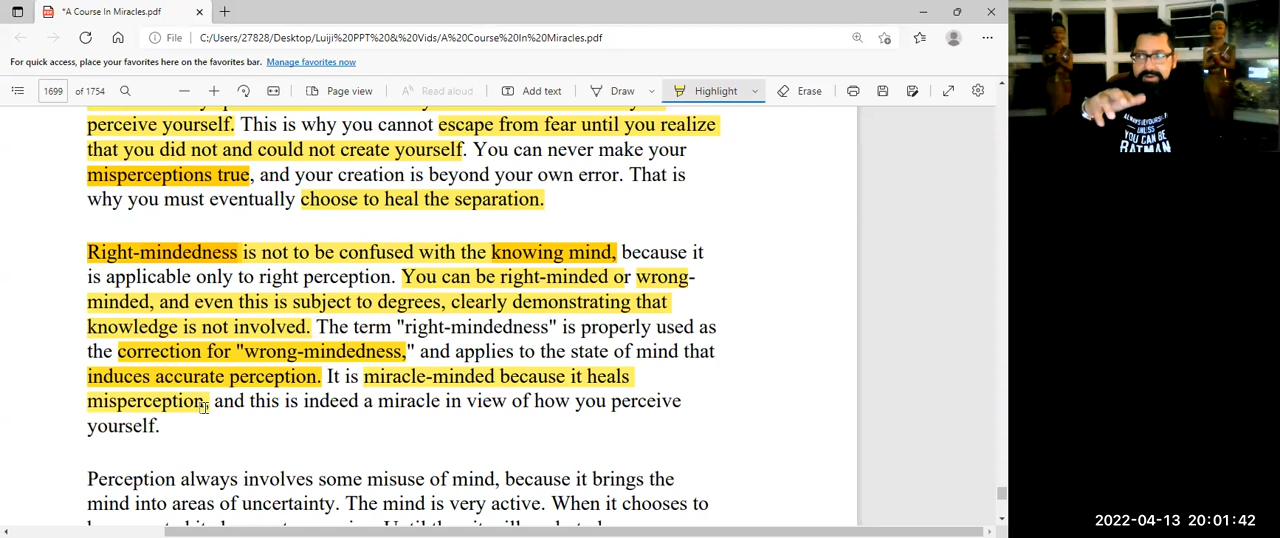 *A Course In Miracles.pdf
File C:/Users/27828/Desktop/Luiji%20PPT%20&%20Vids/A%20Course%20In%20Miracles.pdf
For quick access, place your favorites here on the favorites bar. Manage favorites now
1699 of 1754 Page view Read aloud Add text Draw Highlight Erase
perceive yourself. This is why you cannot escape from fear until you realize
that you did not and could not create yourself. You can never make your
misperceptions true, and your creation is beyond your own error. That is
why you must eventually choose to heal the separation.
Right-mindedness is not to be confused with the knowing mind, because it
is applicable only to right perception. You can be right-minded or wrong-
minded, and even this is subject to degrees, clearly demonstrating that
knowledge is not involved. The term "right-mindedness" is properly used as
the correction for "wrong-mindedness," and applies to the state of mind that
induces accurate perception. It is miracle-minded because it heals
misperception, and this is indeed a miracle in view of how you perceive
yourself.
Perception always involves some misuse of mind, because it brings the
mind into areas of uncertainty. The mind is very active. When it chooses to
ALWAYS BE YOURSELF
UNLESS
YOU CAN BE
BATMAN
2022-04-13 20:01:42